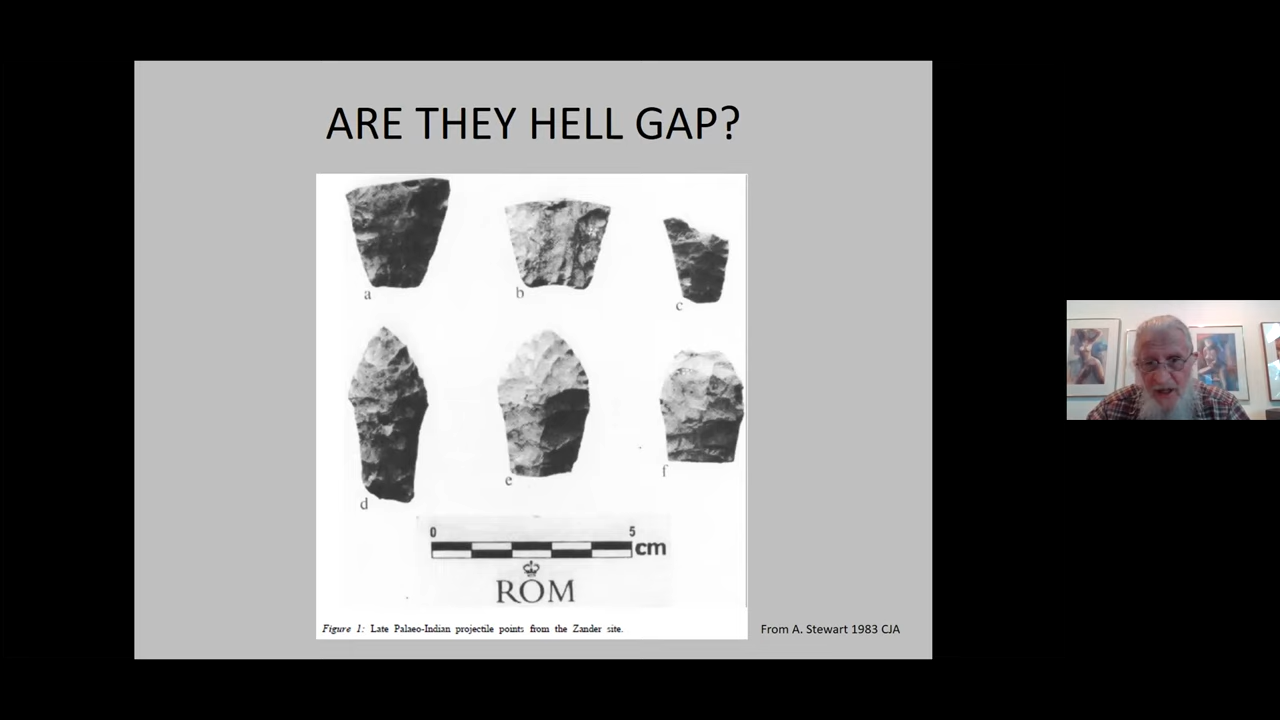 ARE THEY HELL GAP?
a
b
c
d
e
f
0 5
cm
ROM
Figure 1: Late Palaeo-Indian projectile points from the Zander site.
From A. Stewart 1983 CJA